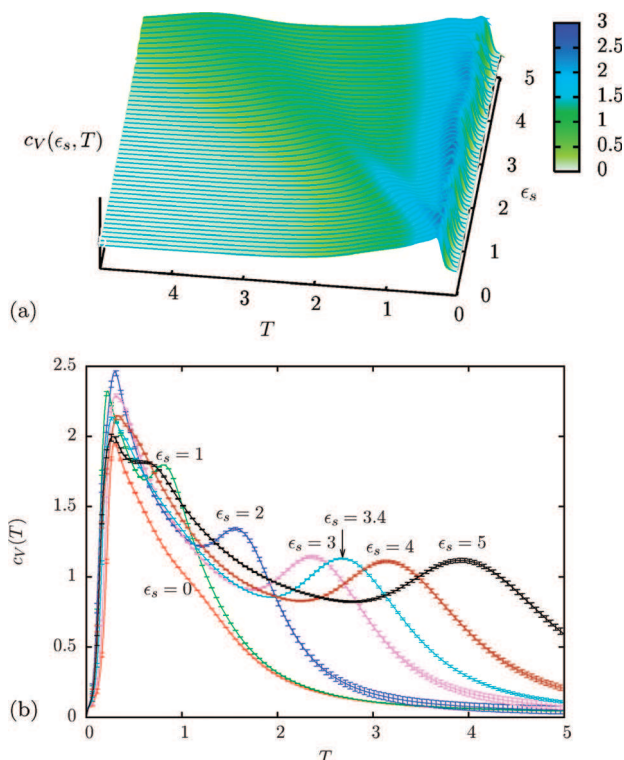 3
2.5
2
1.5
1
0.5
0
c_V(ϵ_s, T)
5
4
3
2
1
0
ϵ_s
4 3 2 1 0
T
(a)
2.5
2
1.5
1
0.5
0
c_V(T)
ϵ_s = 1
ϵ_s = 2
ϵ_s = 3.4
ϵ_s = 3
ϵ_s = 4
ϵ_s = 5
ϵ_s = 0
(b)
0 1 2 3 4 5
T